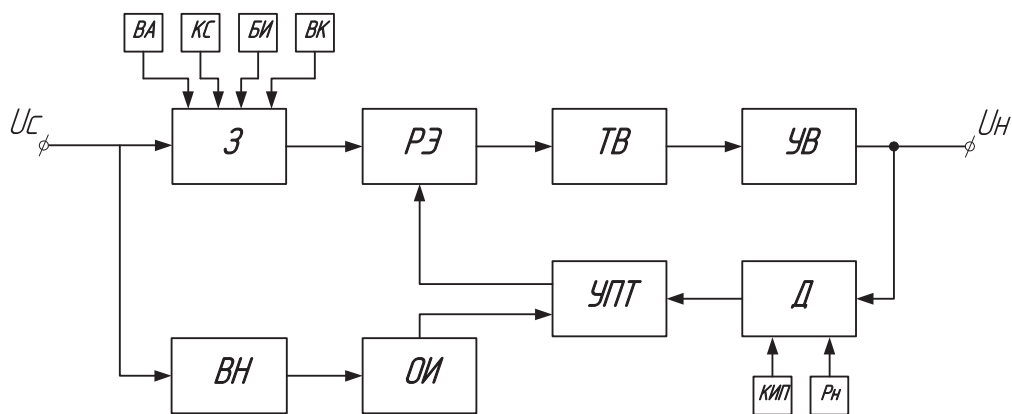 ВА КС БИ ВК
Uс З РЭ ТВ УВ Uн
УПТ Д
ВН ОИ КИП Рн